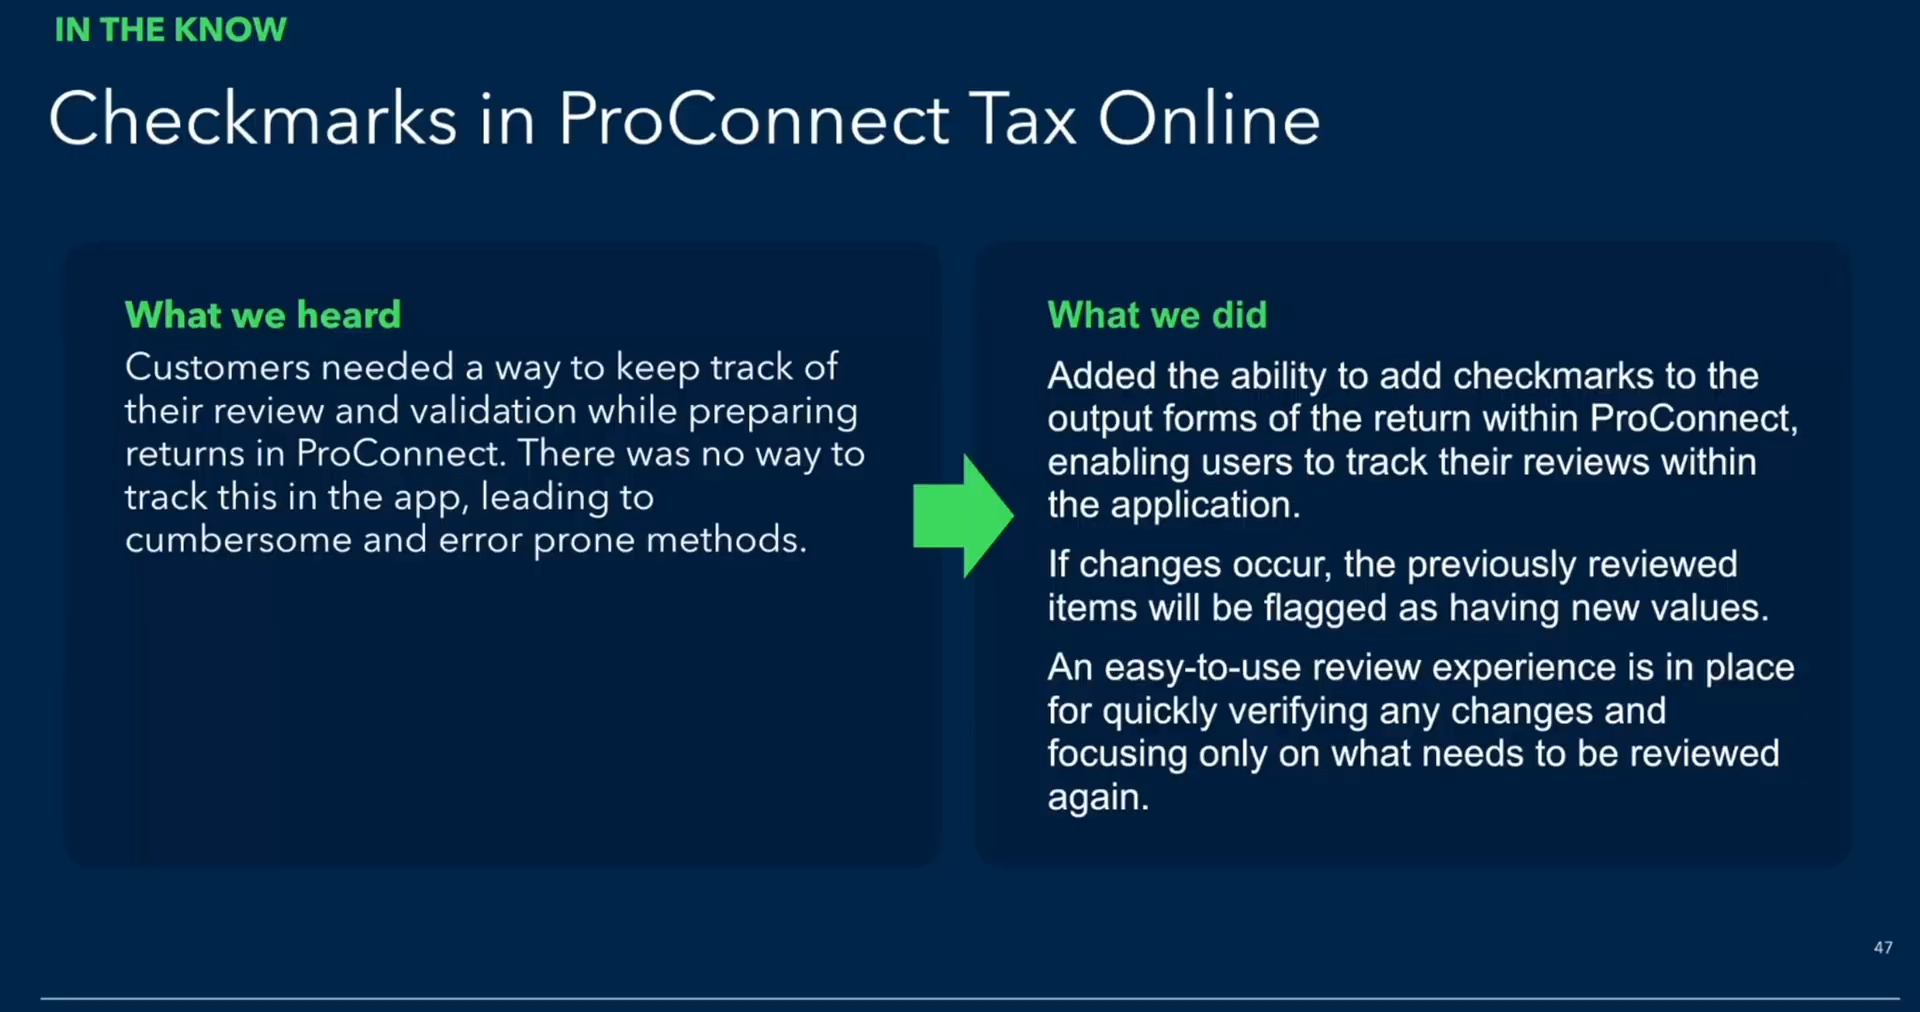 IN THE KNOW
Checkmarks in ProConnect Tax Online
What we heard
Customers needed a way to keep track of
their review and validation while preparing
returns in ProConnect. There was no way to
track this in the app, leading to
cumbersome and error prone methods.
What we did
Added the ability to add checkmarks to the
output forms of the return within ProConnect,
enabling users to track their reviews within
the application.
If changes occur, the previously reviewed
items will be flagged as having new values.
An easy-to-use review experience is in place
for quickly verifying any changes and
focusing only on what needs to be reviewed
again.
47